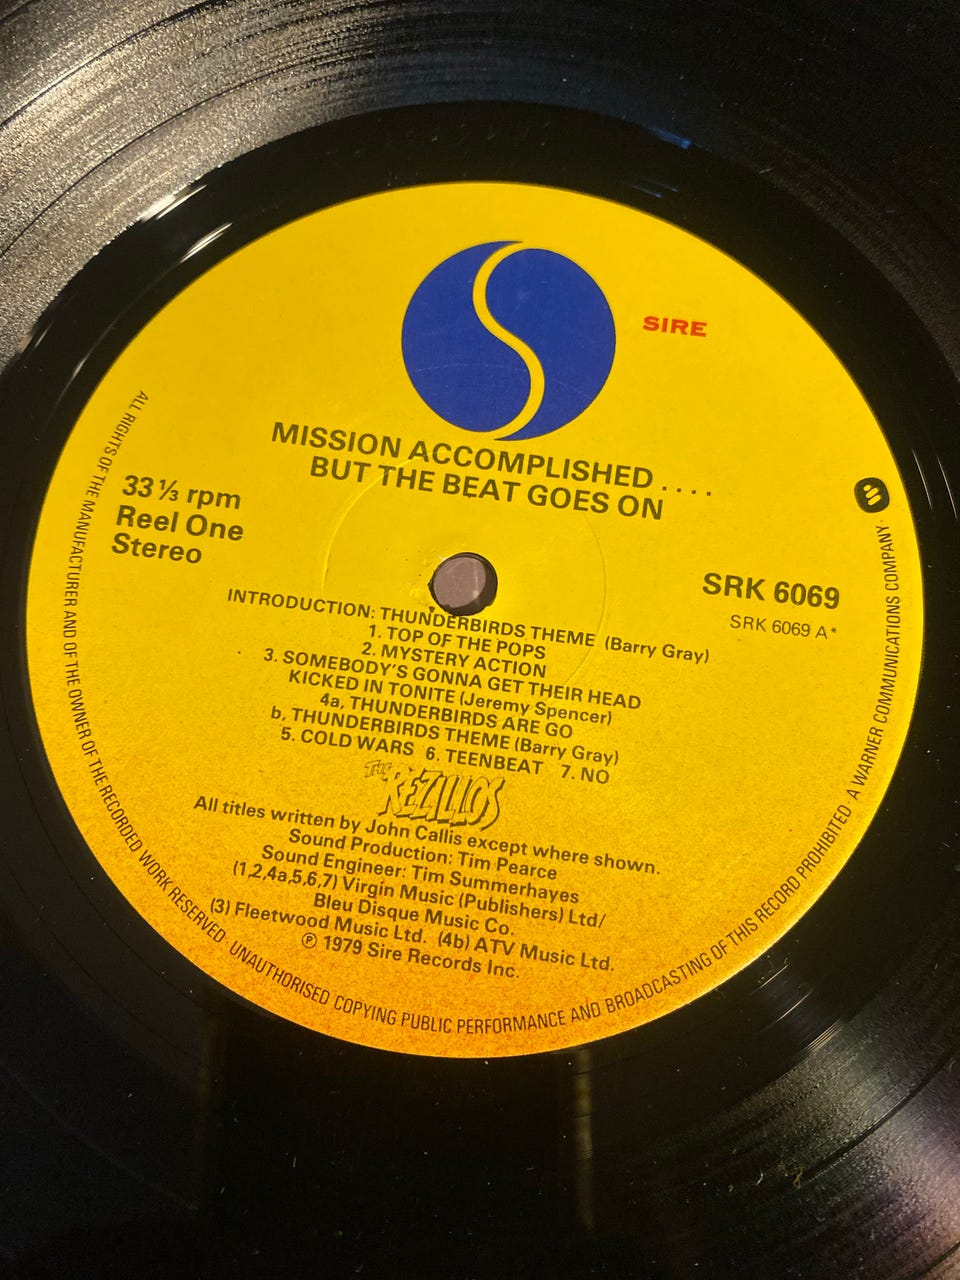 SIRE
MISSION ACCOMPLISHED ....
BUT THE BEAT GOES ON
33⅓ rpm
Reel One
Stereo
SRK 6069
SRK 6069 A*
INTRODUCTION: THUNDERBIRDS THEME (Barry Gray)
1. TOP OF THE POPS
2. MYSTERY ACTION
3. SOMEBODY'S GONNA GET THEIR HEAD
KICKED IN TONITE (Jeremy Spencer)
4a, THUNDERBIRDS ARE GO
b, THUNDERBIRDS THEME (Barry Gray)
5. COLD WARS 6. TEENBEAT 7. NO
THE REZILLOS
All titles written by John Callis except where shown.
Sound Production: Tim Pearce
Sound Engineer: Tim Summerhayes
(1,2,4a,5,6,7) Virgin Music (Publishers) Ltd/
Bleu Disque Music Co.
(3) Fleetwood Music Ltd. (4b) ATV Music Ltd.
℗ 1979 Sire Records Inc.
ALL RIGHTS OF THE MANUFACTURER AND OF THE OWNER OF THE RECORDED WORK RESERVED. UNAUTHORISED COPYING PUBLIC PERFORMANCE AND BROADCASTING OF THIS RECORD PROHIBITED. A WARNER COMMUNICATIONS COMPANY.